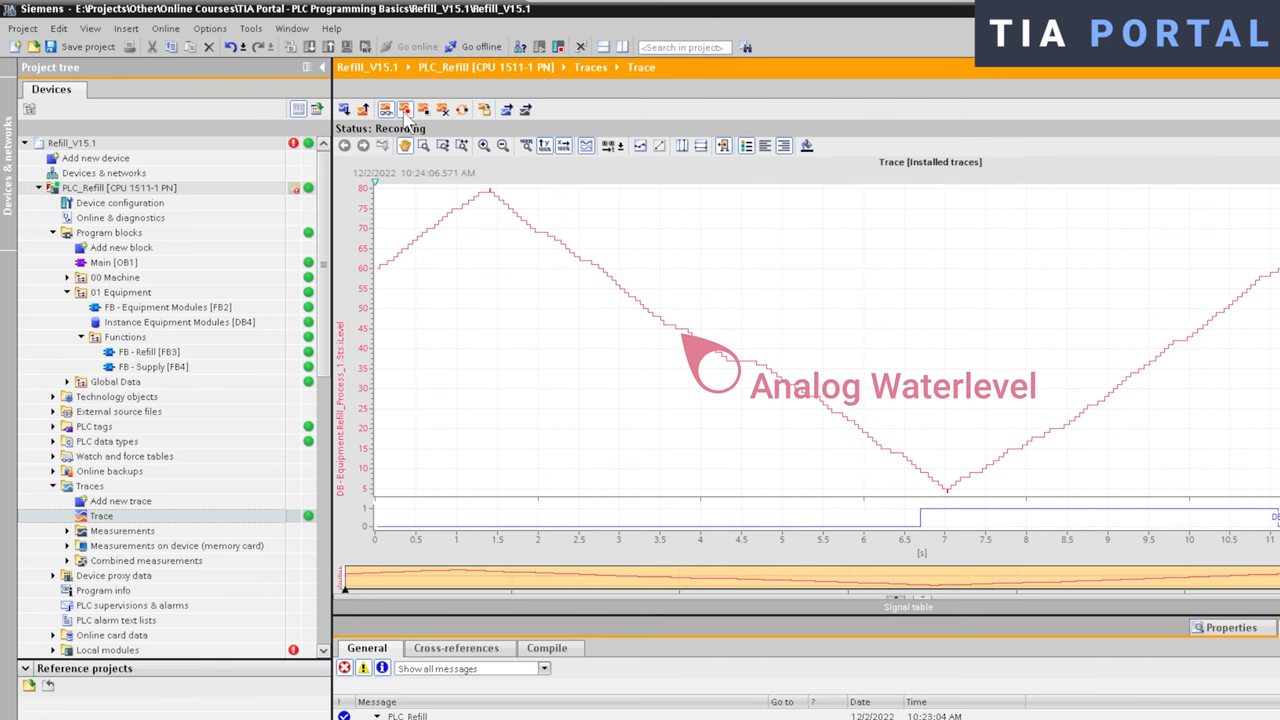 Siemens - E:\Projects\Other\Online Courses\TIA Portal - PLC Programming Basics\Refill_V15.1\Refill_V15.1
TIA PORTAL
Project Edit View Insert Online Options Tools Window Help
Save project Go online Go offline <Search in project>
Project tree
Refill_V15.1 PLC_Refill [CPU 1511-1 PN] Traces Trace
Devices
Devices & networks
Status: Recording
Trace [Installed traces]
Refill_V15.1
Add new device
Devices & networks
PLC_Refill [CPU 1511-1 PN]
Device configuration
Online & diagnostics
Program blocks
Add new block
Main [OB1]
00 Machine
01 Equipment
FB - Equipment Modules [FB2]
Instance Equipment Modules [DB4]
Functions
FB - Refill [FB3]
FB - Supply [FB4]
Global Data
Technology objects
External source files
PLC tags
PLC data types
Watch and force tables
Online backups
Traces
Add new trace
Trace
Measurements
Measurements on device (memory card)
Combined measurements
Device proxy data
Program info
PLC supervisions & alarms
PLC alarm text lists
Online card data
Local modules
Reference projects
12/2/2022 10:24:06.571 AM
80
75
70
65
60
55
50
45
40
35
30
25
20
15
10
5
DB - Equipment.Refill_Process_1.Sts.iLevel
Analog Waterlevel
1
0
DB
0 0.5 1 1.5 2 2.5 3 3.5 4 4.5 5 5.5 6 6.5 7 7.5 8 8.5 9 9.5 10 10.5 11
[s]
Signal table
Properties
General Cross-references Compile
Show all messages
! Message Go to ? Date Time
PLC_Refill 12/2/2022 10:23:04 AM